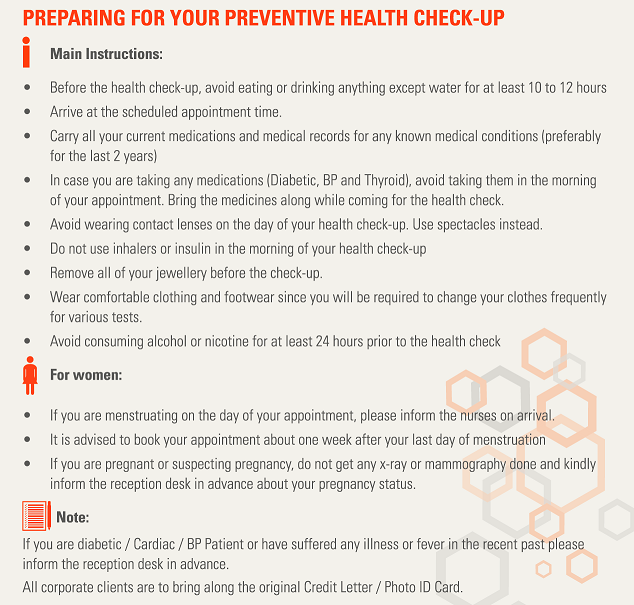 PREPARING FOR YOUR PREVENTIVE HEALTH CHECK-UP
Main Instructions:
• Before the health check-up, avoid eating or drinking anything except water for at least 10 to 12 hours
• Arrive at the scheduled appointment time.
• Carry all your current medications and medical records for any known medical conditions (preferably
for the last 2 years)
• In case you are taking any medications (Diabetic, BP and Thyroid), avoid taking them in the morning
of your appointment. Bring the medicines along while coming for the health check.
• Avoid wearing contact lenses on the day of your health check-up. Use spectacles instead.
• Do not use inhalers or insulin in the morning of your health check-up
• Remove all of your jewellery before the check-up.
• Wear comfortable clothing and footwear since you will be required to change your clothes frequently
for various tests.
• Avoid consuming alcohol or nicotine for at least 24 hours prior to the health check
For women:
• If you are menstruating on the day of your appointment, please inform the nurses on arrival.
• It is advised to book your appointment about one week after your last day of menstruation
• If you are pregnant or suspecting pregnancy, do not get any x-ray or mammography done and kindly
inform the reception desk in advance about your pregnancy status.
Note:
If you are diabetic / Cardiac / BP Patient or have suffered any illness or fever in the recent past please
inform the reception desk in advance.
All corporate clients are to bring along the original Credit Letter / Photo ID Card.